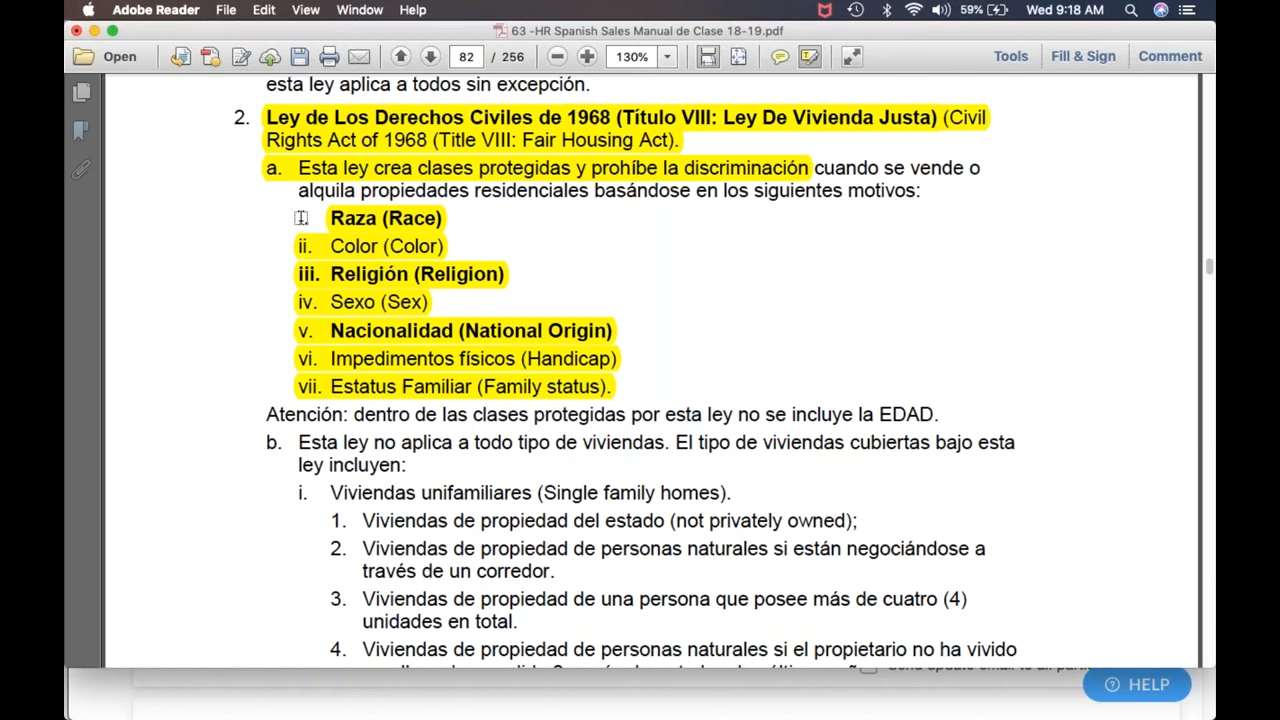 Adobe Reader File Edit View Window Help 59% Wed 9:18 AM
63 -HR Spanish Sales Manual de Clase 18-19.pdf
Open 82 / 256 130% Tools Fill & Sign Comment
esta ley aplica a todos sin excepción.
2. Ley de Los Derechos Civiles de 1968 (Título VIII: Ley De Vivienda Justa) (Civil
Rights Act of 1968 (Title VIII: Fair Housing Act).
a. Esta ley crea clases protegidas y prohíbe la discriminación cuando se vende o
alquila propiedades residenciales basándose en los siguientes motivos:
Raza (Race)
ii. Color (Color)
iii. Religión (Religion)
iv. Sexo (Sex)
v. Nacionalidad (National Origin)
vi. Impedimentos físicos (Handicap)
vii. Estatus Familiar (Family status).
Atención: dentro de las clases protegidas por esta ley no se incluye la EDAD.
b. Esta ley no aplica a todo tipo de viviendas. El tipo de viviendas cubiertas bajo esta
ley incluyen:
i. Viviendas unifamiliares (Single family homes).
1. Viviendas de propiedad del estado (not privately owned);
2. Viviendas de propiedad de personas naturales si están negociándose a
través de un corredor.
3. Viviendas de propiedad de una persona que posee más de cuatro (4)
unidades en total.
4. Viviendas de propiedad de personas naturales si el propietario no ha vivido
HELP